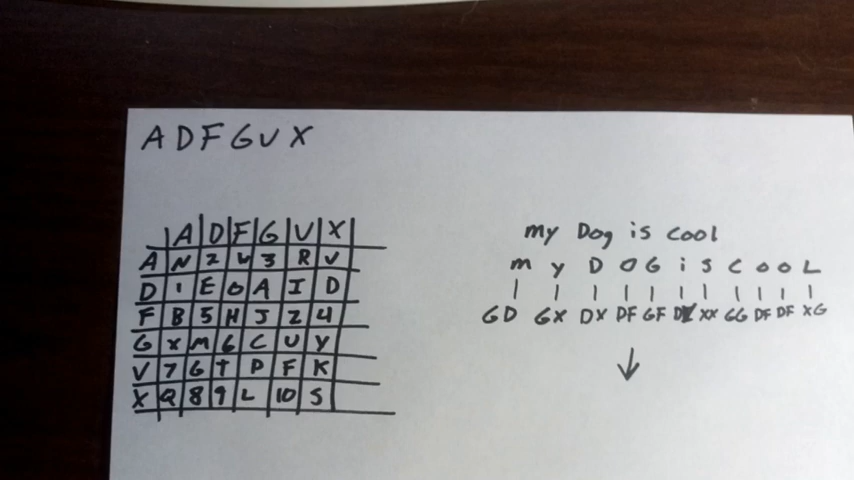 ADFGVX
A D F G V X
A N 2 W 3 R V
D 1 E O A I D
F B 5 H J Z 4
G X M 6 C U Y
V 7 G T P F K
X Q 8 9 L 10 S
my Dog is cool
m y D O G i S C o o L
GD GX DX DF GF XX GG DF DF XG